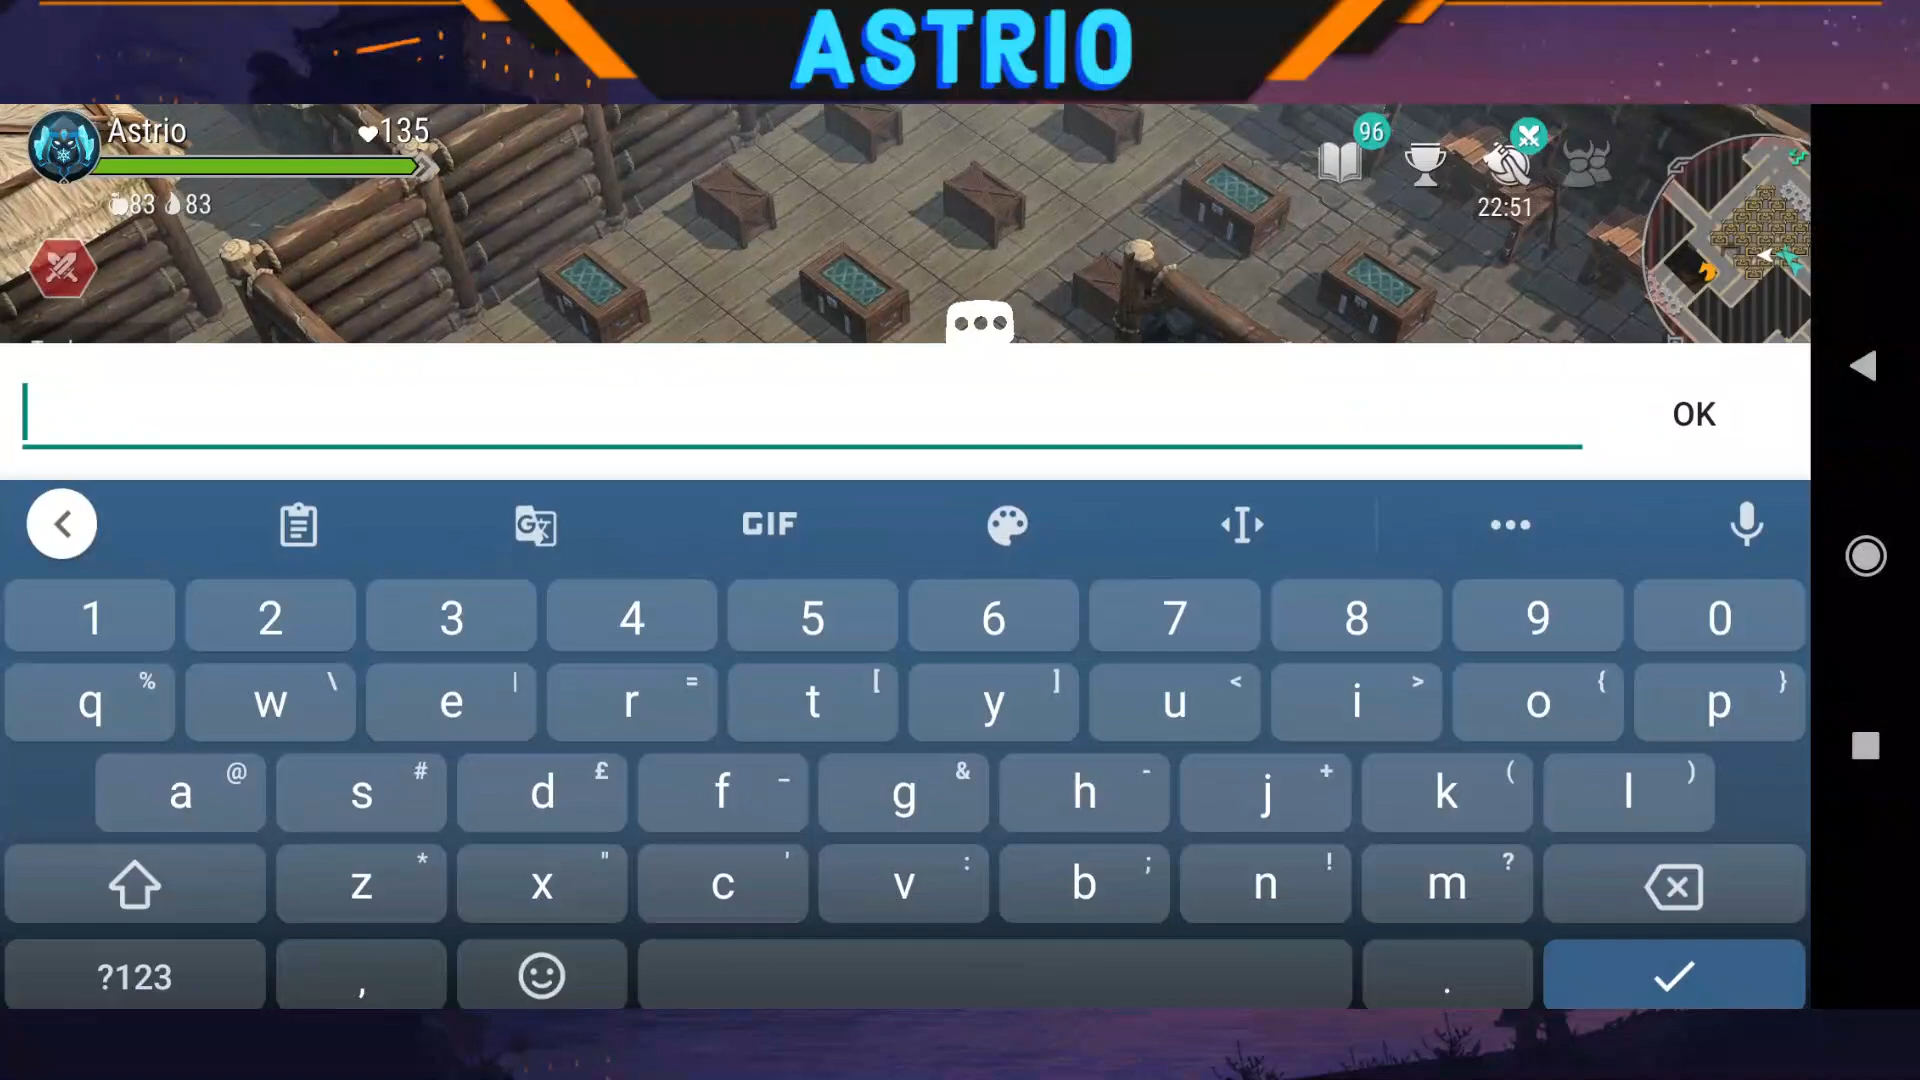 ASTRIO
Astrio 135
96
83 83
22:51
OK
GIF
1 2 3 4 5 6 7 8 9 0
q % w \ e | r = t [ y ] u < i > o { p }
a @ s # d £ f _ g & h - j + k ( l )
z * x " c ' v : b ; n ! m ?
?123 , .